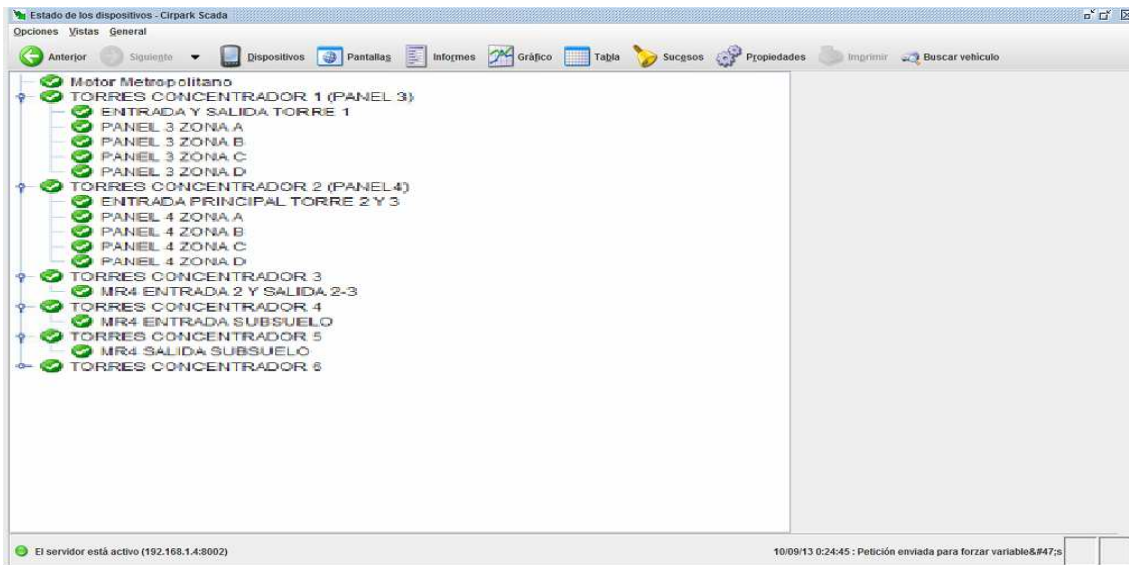 Estado de los dispositivos - Cirpark Scada
Opciones Vistas General
Anterior Siguiente Dispositivos Pantallas Informes Gráfico Tabla Sucesos Propiedades Imprimir Buscar vehículo
Motor Metropolitano
TORRES CONCENTRADOR 1 (PANEL 3)
ENTRADA Y SALIDA TORRE 1
PANEL 3 ZONA A
PANEL 3 ZONA B
PANEL 3 ZONA C
PANEL 3 ZONA D
TORRES CONCENTRADOR 2 (PANEL4)
ENTRADA PRINCIPAL TORRE 2 Y 3
PANEL 4 ZONA A
PANEL 4 ZONA B
PANEL 4 ZONA C
PANEL 4 ZONA D
TORRES CONCENTRADOR 3
MR4 ENTRADA 2 Y SALIDA 2-3
TORRES CONCENTRADOR 4
MR4 ENTRADA SUBSUELO
TORRES CONCENTRADOR 5
MR4 SALIDA SUBSUELO
TORRES CONCENTRADOR 6
El servidor está activo (192.168.1.4:8002) 10/09/13 0:24:45 : Petición enviada para forzar variable&#47;s